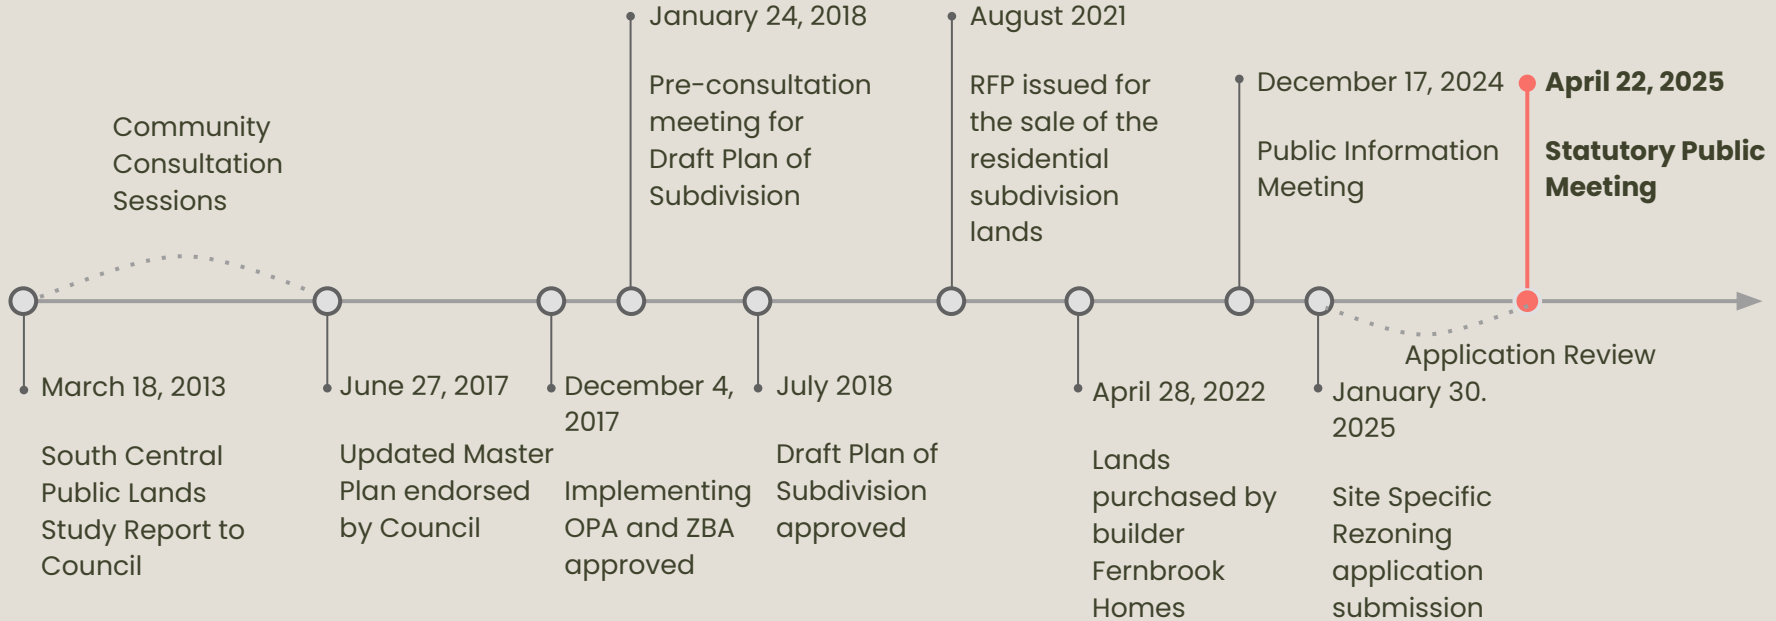 Community
Consultation
Sessions
January 24, 2018
Pre-consultation
meeting for
Draft Plan of
Subdivision
August 2021
RFP issued for
the sale of the
residential
subdivision
lands
December 17, 2024
Public Information
Meeting
April 22, 2025
Statutory Public
Meeting
March 18, 2013
South Central
Public Lands
Study Report to
Council
June 27, 2017
Updated Master
Plan endorsed
by Council
December 4,
2017
Implementing
OPA and ZBA
approved
July 2018
Draft Plan of
Subdivision
approved
April 28, 2022
Lands
purchased by
builder
Fernbrook
Homes
Application Review
January 30.
2025
Site Specific
Rezoning
application
submission